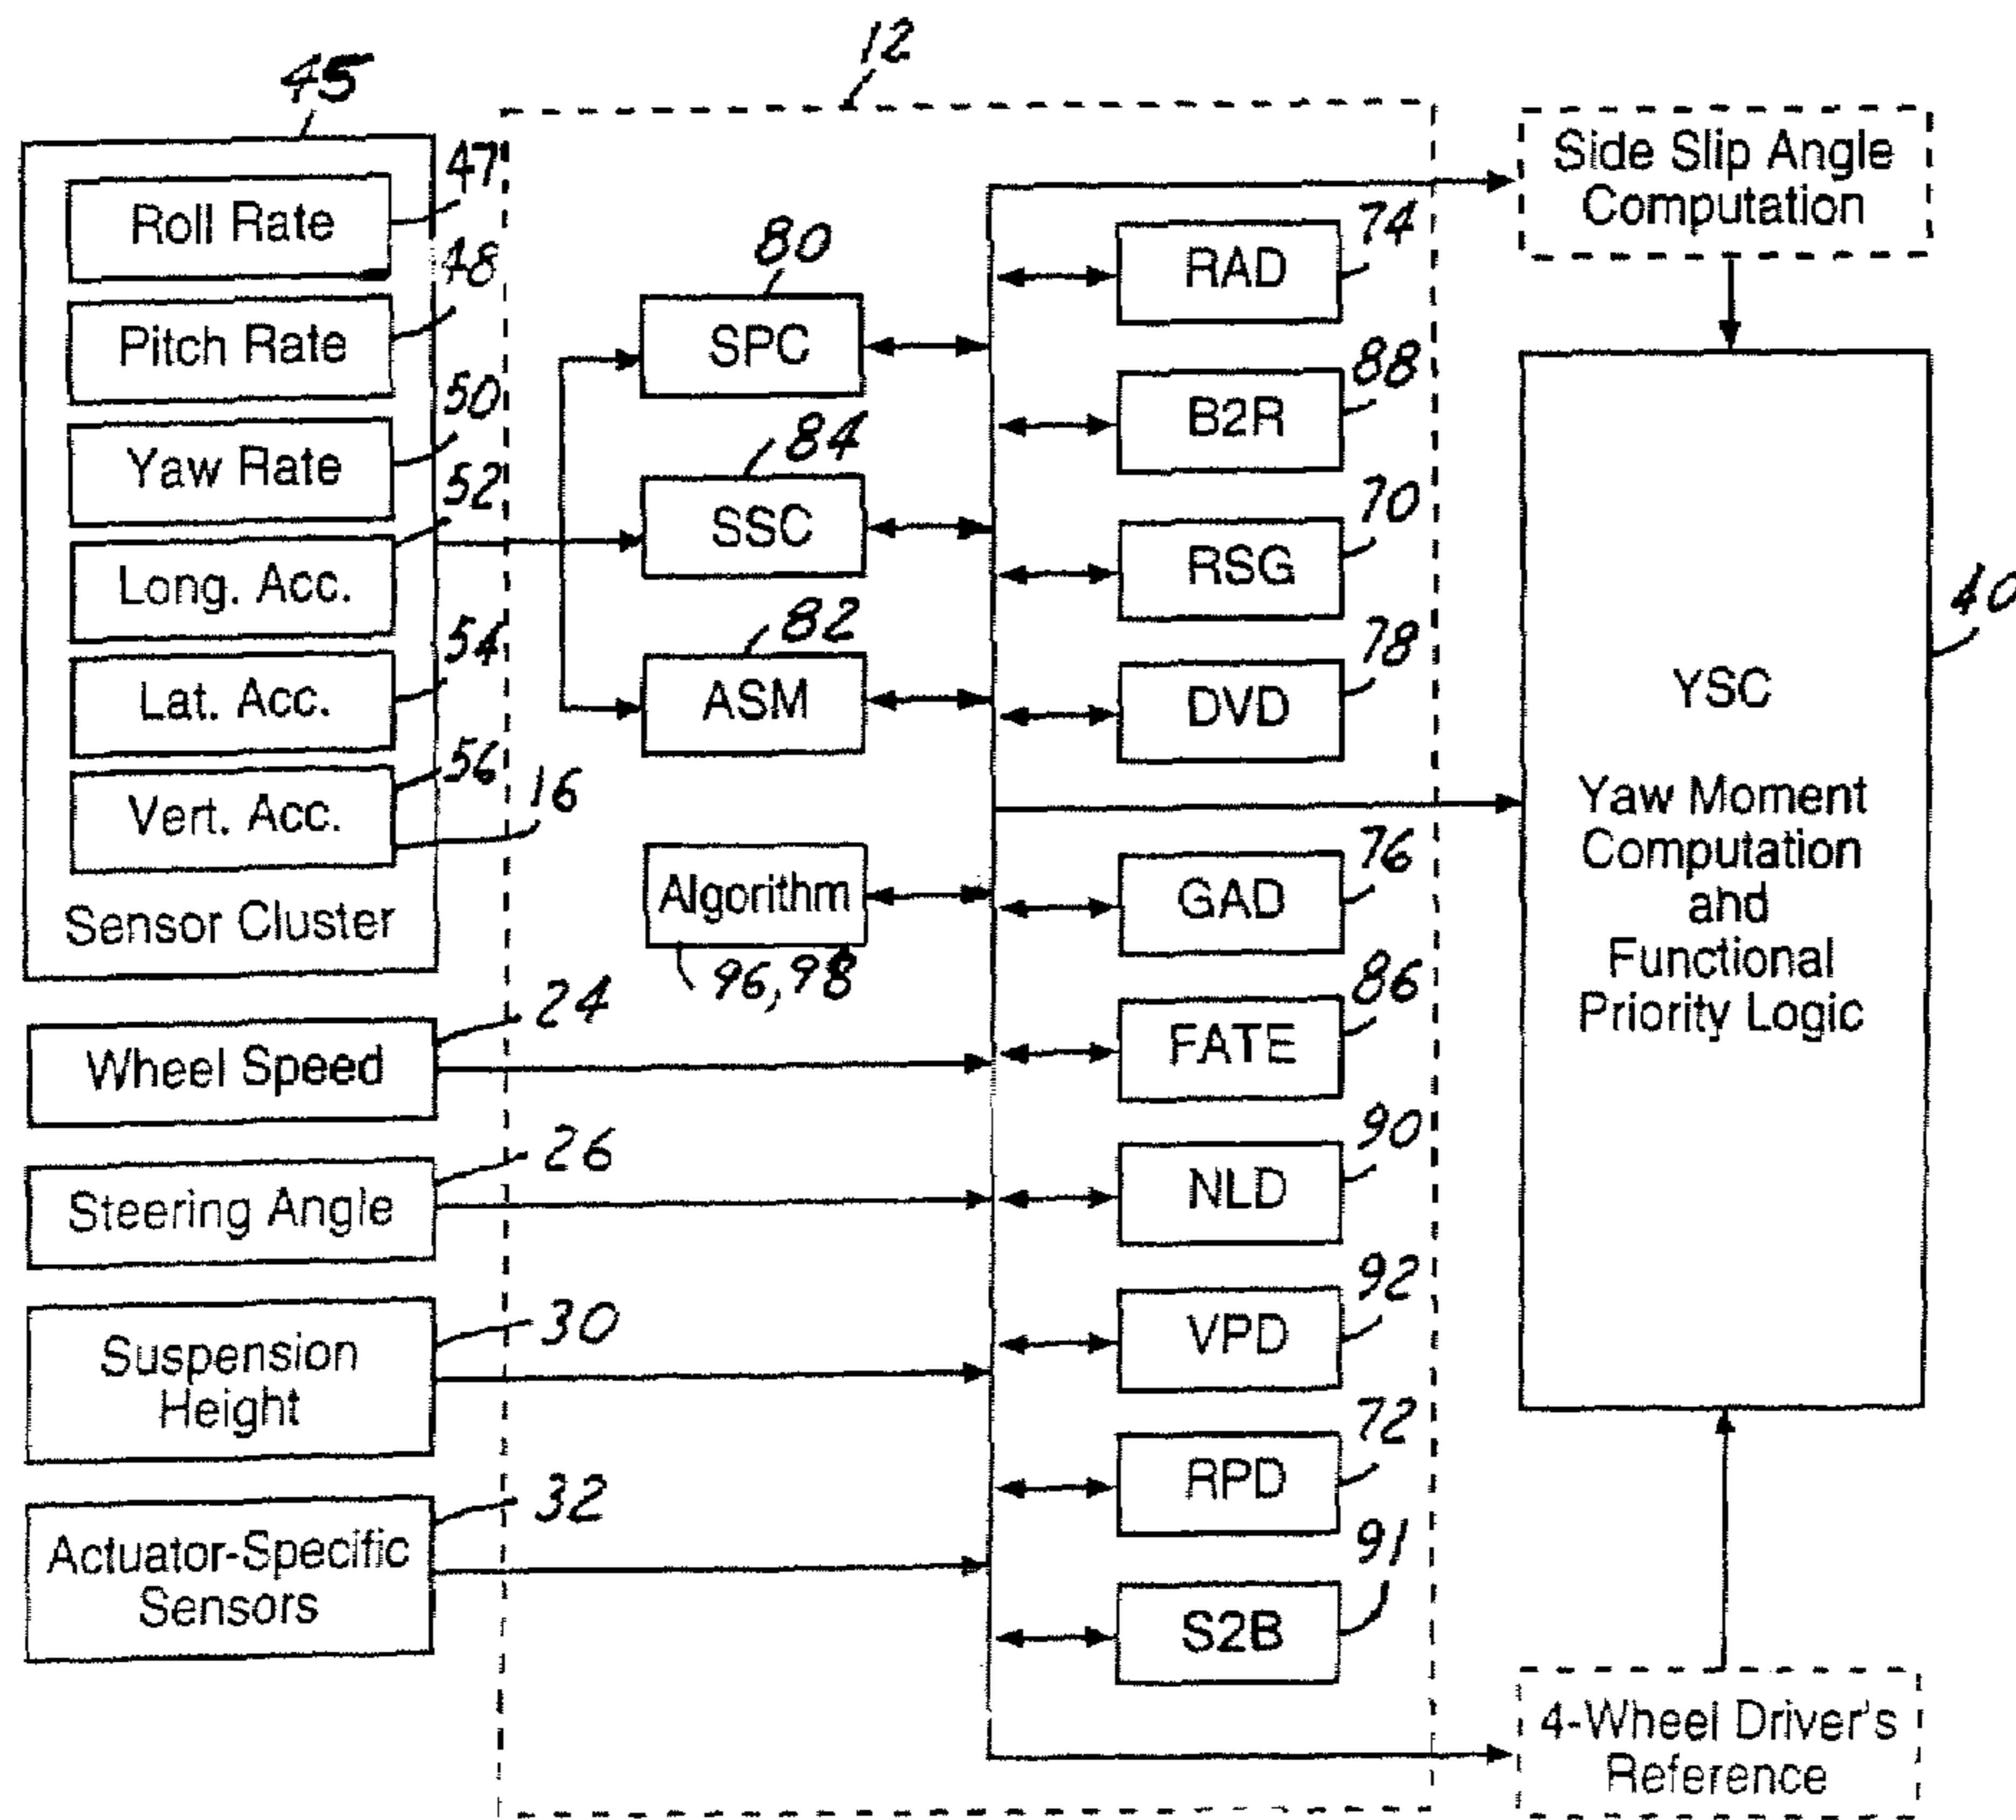 12
45
47
Roll Rate
48
Pitch Rate
50
Yaw Rate
52
Long. Acc.
54
Lat. Acc.
56
16
Vert. Acc.
Sensor Cluster
24
Wheel Speed
26
Steering Angle
30
Suspension
Height
32
Actuator-Specific
Sensors
80
SPC
84
SSC
82
ASM
Algorithm
96, 98
74
RAD
88
B2R
70
RSG
78
DVD
76
GAD
86
FATE
90
NLD
92
VPD
72
RPD
91
S2B
Side Slip Angle
Computation
40
YSC
Yaw Moment
Computation
and
Functional
Priority Logic
4-Wheel Driver's
Reference